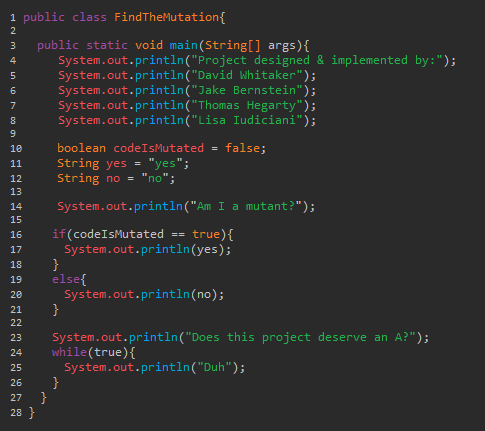 1 public class FindTheMutation{
2
3 public static void main(String[] args){
4 System.out.println("Project designed & implemented by:");
5 System.out.println("David Whitaker");
6 System.out.println("Jake Bernstein");
7 System.out.println("Thomas Hegarty");
8 System.out.println("Lisa Iudiciani");
9
10 boolean codeIsMutated = false;
11 String yes = "yes";
12 String no = "no";
13
14 System.out.println("Am I a mutant?");
15
16 if(codeIsMutated == true){
17 System.out.println(yes);
18 }
19 else{
20 System.out.println(no);
21 }
22
23 System.out.println("Does this project deserve an A?");
24 while(true){
25 System.out.println("Duh");
26 }
27 }
28 }